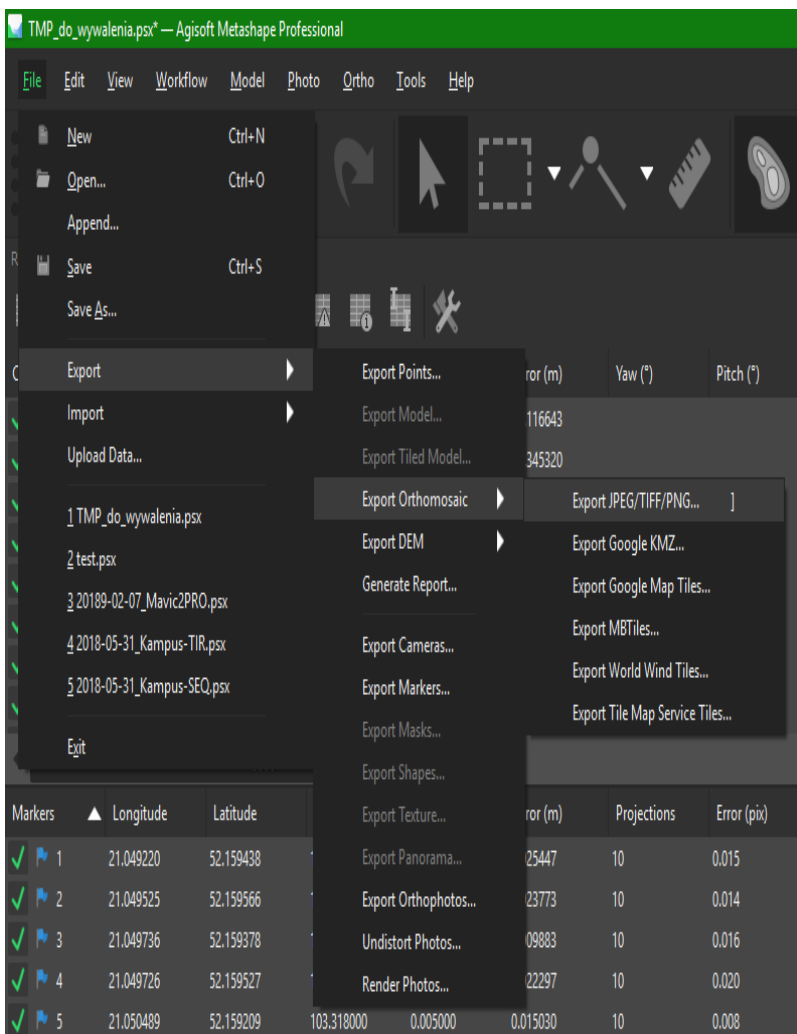 TMP_do_wywalenia.psx* — Agisoft Metashape Professional
File Edit View Workflow Model Photo Ortho Tools Help
New Ctrl+N
Open... Ctrl+O
Append...
Save Ctrl+S
Save As...
Export
Import
Upload Data...
1 TMP_do_wywalenia.psx
2 test.psx
3 20189-02-07_Mavic2PRO.psx
4 2018-05-31_Kampus-TIR.psx
5 2018-05-31_Kampus-SEQ.psx
Exit
Export Points...
Export Model...
Export Tiled Model...
Export Orthomosaic
Export DEM
Generate Report...
Export Cameras...
Export Markers...
Export Masks...
Export Shapes...
Export Texture...
Export Panorama...
Export Orthophotos...
Undistort Photos...
Render Photos...
Export JPEG/TIFF/PNG... ]
Export Google KMZ...
Export Google Map Tiles...
Export MBTiles...
Export World Wind Tiles...
Export Tile Map Service Tiles...
(m) Yaw (°) Pitch (°)
116643
345320
Markers Longitude Latitude (m) Projections Error (pix)
1 21.049220 52.159438 25447 10 0.015
2 21.049525 52.159566 23773 10 0.014
3 21.049736 52.159378 09883 10 0.016
4 21.049726 52.159527 22297 10 0.020
5 21.050489 52.159209 103.318000 0.005000 0.015030 10 0.008